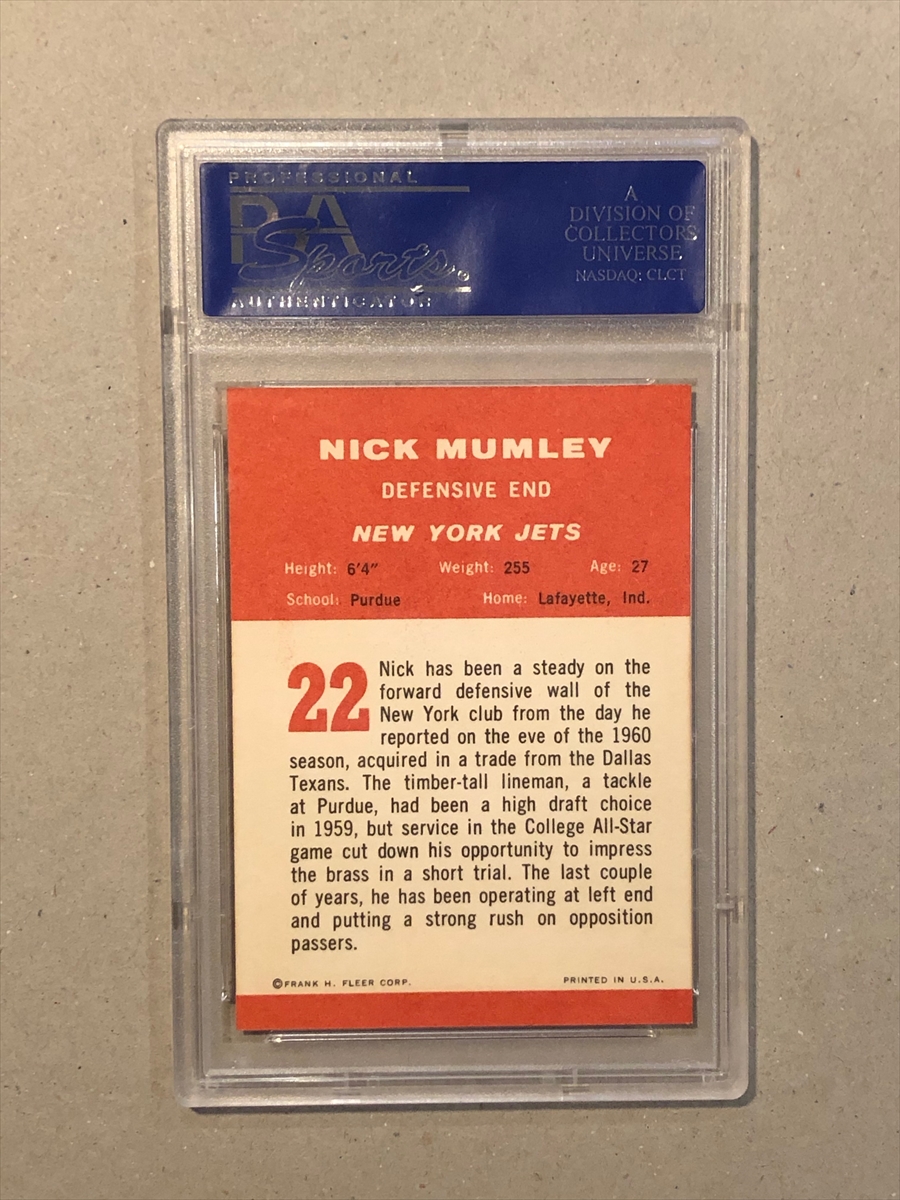 PROFESSIONAL
PSA
Sports
AUTHENTICATOR
A
DIVISION OF
COLLECTORS
UNIVERSE
NASDAQ: CLCT
NICK MUMLEY
DEFENSIVE END
NEW YORK JETS
Height: 6'4" Weight: 255 Age: 27
School: Purdue Home: Lafayette, Ind.
22
Nick has been a steady on the
forward defensive wall of the
New York club from the day he
reported on the eve of the 1960
season, acquired in a trade from the Dallas
Texans. The timber-tall lineman, a tackle
at Purdue, had been a high draft choice
in 1959, but service in the College All-Star
game cut down his opportunity to impress
the brass in a short trial. The last couple
of years, he has been operating at left end
and putting a strong rush on opposition
passers.
©FRANK H. FLEER CORP. PRINTED IN U.S.A.